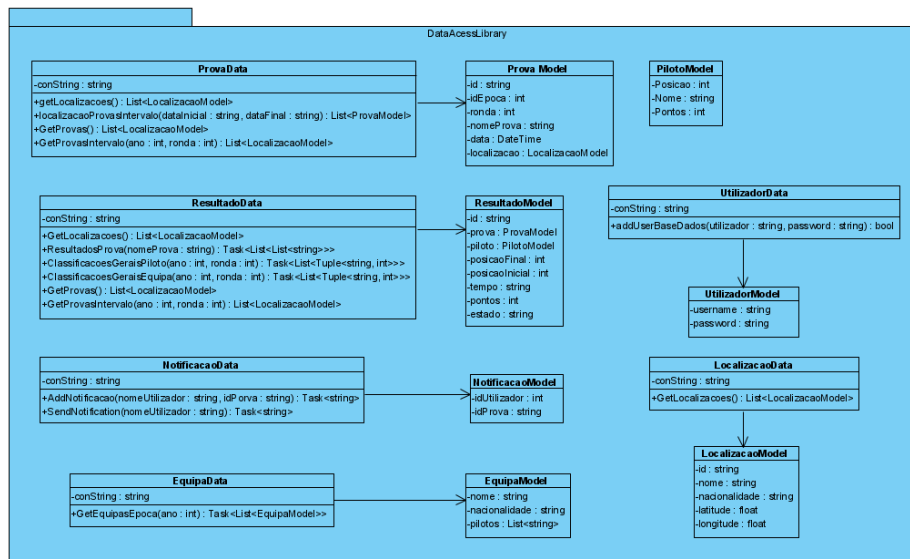 DataAcessLibrary
ProvaData
-conString : string
+getLocalizacoes() : List<LocalizacaoModel>
+localizacaoProvasIntervalo(dataInicial : string, dataFinal : string) : List<ProvaModel>
+GetProvas() : List<LocalizacaoModel>
+GetProvasIntervalo(ano : int, ronda : int) : List<LocalizacaoModel>
Prova Model
-id : string
-idEpoca : int
-ronda : int
-nomeProva : string
-data : DateTime
-localizacao : LocalizacaoModel
PilotoModel
-Posicao : int
-Nome : string
-Pontos : int
ResultadoData
-conString : string
+GetLocalizacoes() : List<LocalizacaoModel>
+ResultadosProva(nomeProva : string) : Task<List<List<string>>>
+ClassificacoesGeraisPiloto(ano : int, ronda : int) : Task<List<Tuple<string, int>>>
+ClassificacoesGeraisEquipa(ano : int, ronda : int) : Task<List<Tuple<string, int>>>
+GetProvas() : List<LocalizacaoModel>
+GetProvasIntervalo(ano : int, ronda : int) : List<LocalizacaoModel>
ResultadoModel
-id : string
-prova : ProvaModel
-piloto : PilotoModel
-posicaoFinal : int
-posicaoInicial : int
-tempo : string
-pontos : int
-estado : string
UtilizadorData
-conString : string
+addUserBaseDados(utilizador : string, password : string) : bool
UtilizadorModel
-username : string
-password : string
NotificacaoData
-conString : string
+AddNotificacao(nomeUtilizador : string, idPorva : string) : Task<string>
+SendNotification(nomeUtilizador : string) : Task<string>
NotificacaoModel
-idUtilizador : int
-idProva : string
LocalizacaoData
-conString : string
+GetLocalizacoes() : List<LocalizacaoModel>
LocalizacaoModel
-id : string
-nome : string
-nacionalidade : string
-latitude : float
-longitude : float
EquipaData
-conString : string
+GetEquipasEpoca(ano : int) : Task<List<EquipaModel>>
EquipaModel
-nome : string
-nacionalidade : string
-pilotos : List<string>